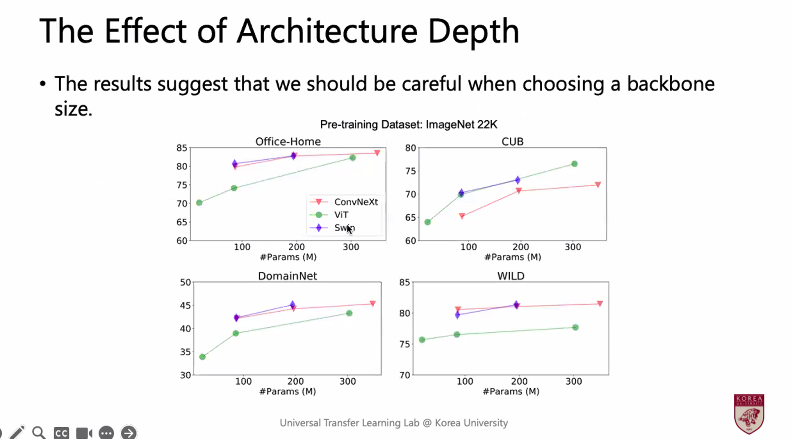 The Effect of Architecture Depth
• The results suggest that we should be careful when choosing a backbone
size.
Pre-training Dataset: ImageNet 22K
Office-Home
85
80
75
70
65
60
100 200 300
#Params (M)
ConvNeXt
ViT
Swin
CUB
80
75
70
65
60
100 200 300
#Params (M)
DomainNet
50
45
40
35
30
100 200 300
#Params (M)
WILD
85
80
75
70
100 200 300
#Params (M)
Universal Transfer Learning Lab @ Korea University
KOREA
CC